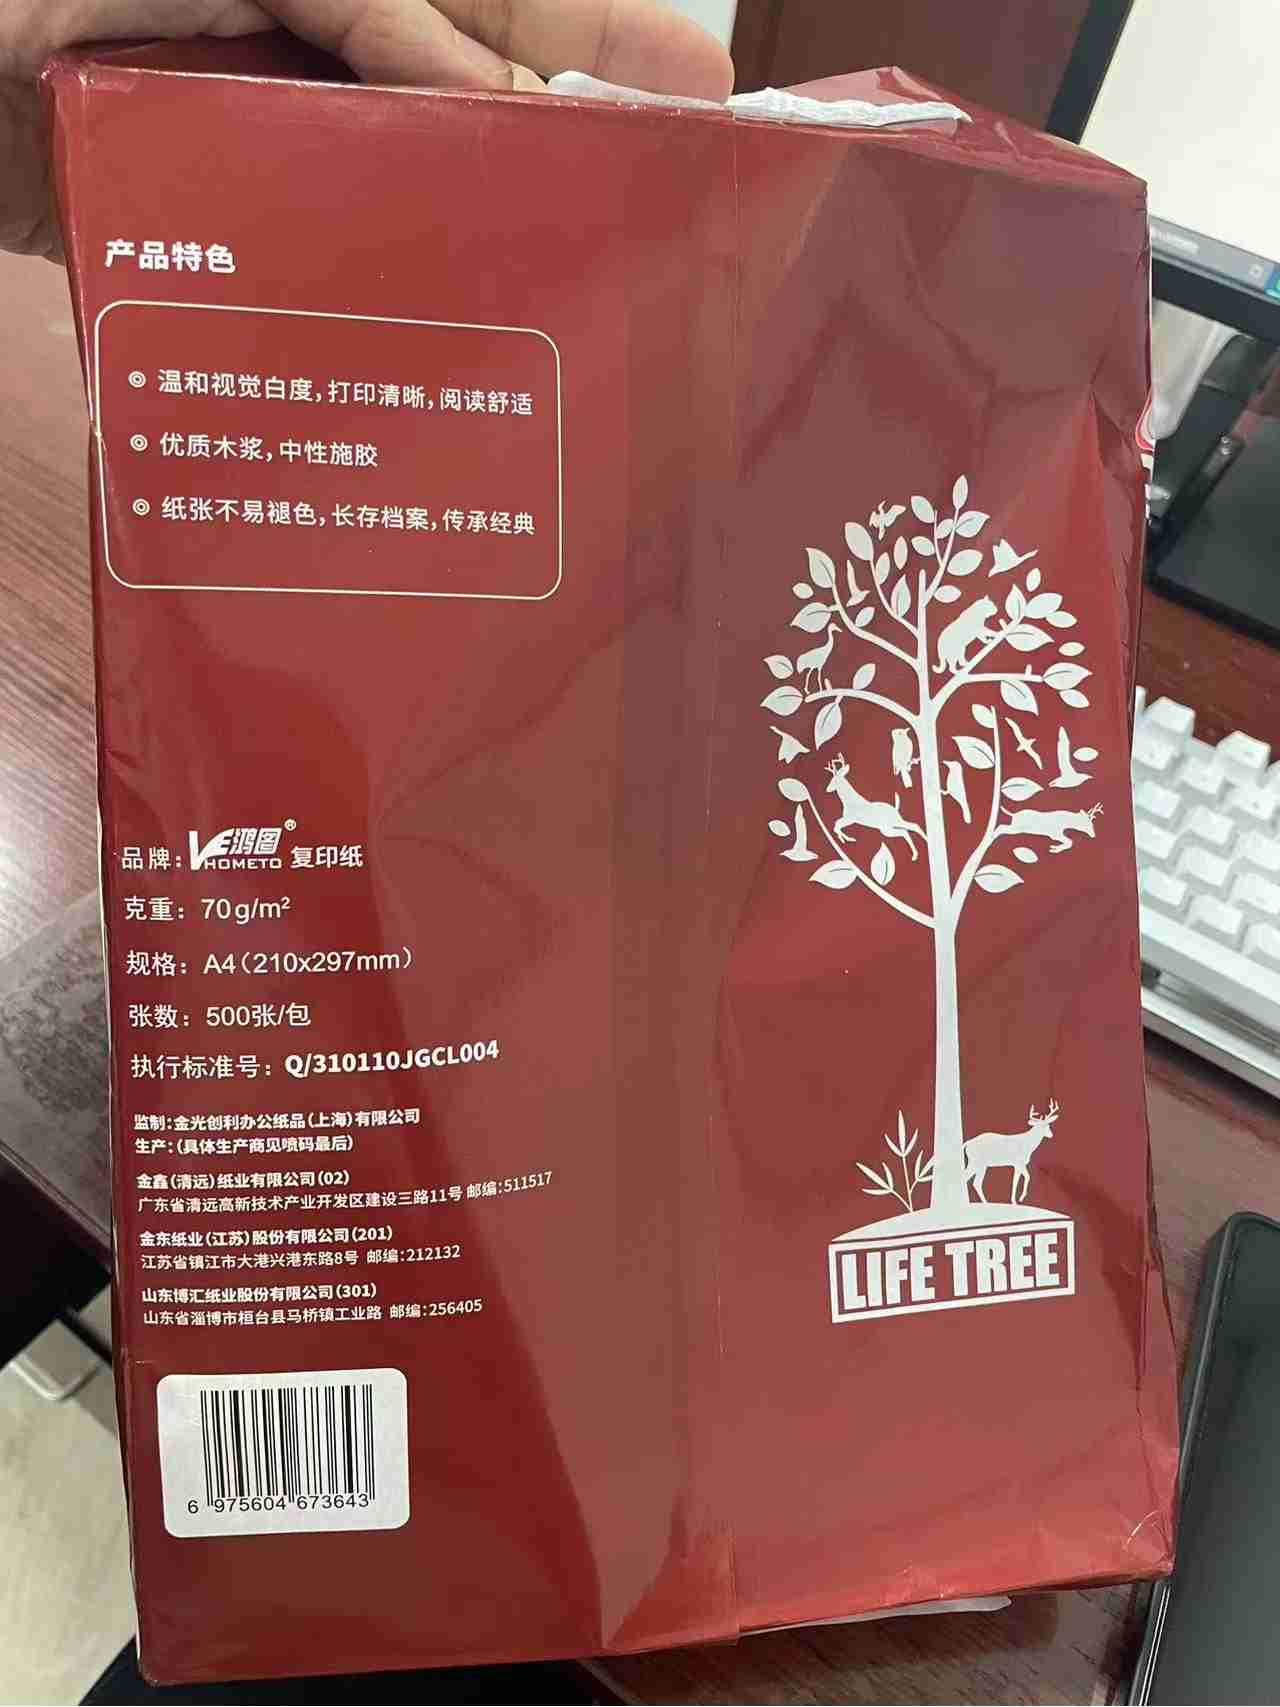 产品特色
◎ 温和视觉白度，打印清晰，阅读舒适
◎ 优质木浆，中性施胶
◎ 纸张不易褪色，长存档案，传承经典
品牌：鸿图® HOMETO 复印纸
克重：70g/m²
规格：A4（210x297mm）
张数：500张/包
执行标准号：Q/310110JGCL004
监制：金光创利办公纸品（上海）有限公司
生产：（具体生产商见喷码最后）
金鑫（清远）纸业有限公司（02）
广东省清远高新技术产业开发区建设三路11号 邮编：511517
金东纸业（江苏）股份有限公司（201）
江苏省镇江市大港兴港东路8号 邮编：212132
山东博汇纸业股份有限公司（301）
山东省淄博市桓台县马桥镇工业路 邮编：256405
6 975604 673643
LIFE TREE